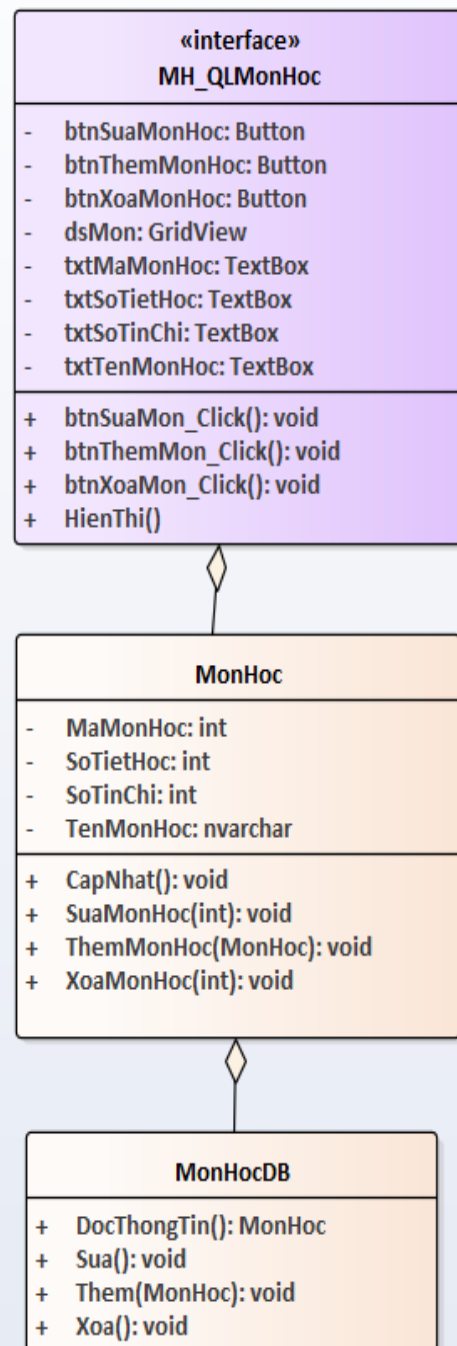 «interface»
MH_QLMonHoc
- btnSuaMonHoc: Button
- btnThemMonHoc: Button
- btnXoaMonHoc: Button
- dsMon: GridView
- txtMaMonHoc: TextBox
- txtSoTietHoc: TextBox
- txtSoTinChi: TextBox
- txtTenMonHoc: TextBox
+ btnSuaMon_Click(): void
+ btnThemMon_Click(): void
+ btnXoaMon_Click(): void
+ HienThi()
MonHoc
- MaMonHoc: int
- SoTietHoc: int
- SoTinChi: int
- TenMonHoc: nvarchar
+ CapNhat(): void
+ SuaMonHoc(int): void
+ ThemMonHoc(MonHoc): void
+ XoaMonHoc(int): void
MonHocDB
+ DocThongTin(): MonHoc
+ Sua(): void
+ Them(MonHoc): void
+ Xoa(): void